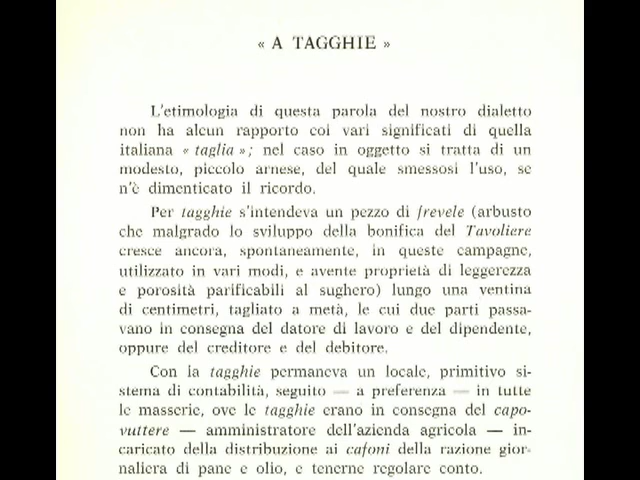 « A TAGGHIE »
L'etimologia di questa parola del nostro dialetto
non ha alcun rapporto coi vari significati di quella
italiana « taglia »; nel caso in oggetto si tratta di un
modesto, piccolo arnese, del quale smessosi l'uso, se
n'è dimenticato il ricordo.
Per tagghie s'intendeva un pezzo di frevele (arbusto
che malgrado lo sviluppo della bonifica del Tavoliere
cresce ancora, spontaneamente, in queste campagne,
utilizzato in vari modi, e avente proprietà di leggerezza
e porosità parificabili al sughero) lungo una ventina
di centimetri, tagliato a metà, le cui due parti passa-
vano in consegna del datore di lavoro e del dipendente,
oppure del creditore e del debitore.
Con la tagghie permaneva un locale, primitivo si-
stema di contabilità, seguito — a preferenza — in tutte
le masserie, ove le tagghie erano in consegna del capo-
vuttere — amministratore dell'azienda agricola — in-
caricato della distribuzione ai cafoni della razione gior-
naliera di pane e olio, e tenerne regolare conto.